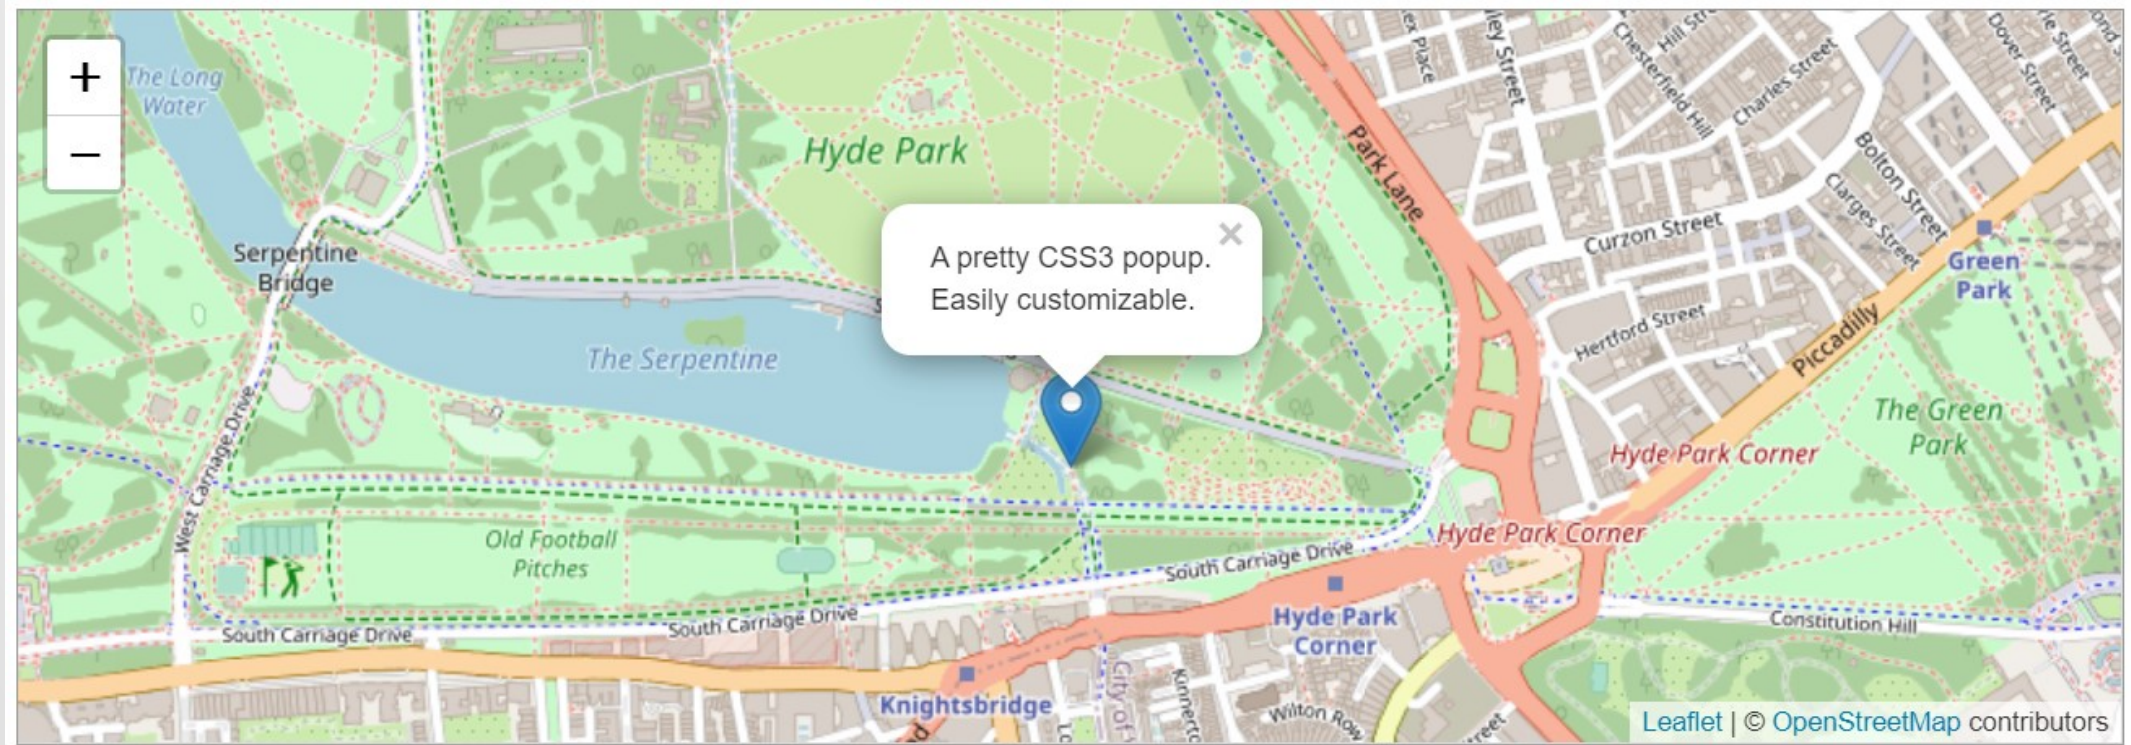 +
−
The Long
Water
Hyde Park
Serpentine
Bridge
The Serpentine
A pretty CSS3 popup.
Easily customizable.
×
Park Lane
Chesterfield Hill
Charles Street
Dover Street
Bolton Street
Clarges Street
Curzon Street
Hertford Street
Piccadilly
Green
Park
The Green
Park
West Carriage Drive
Old Football
Pitches
Hyde Park Corner
Hyde Park Corner
South Carriage Drive
South Carriage Drive
South Carriage Drive
Hyde Park
Corner
Constitution Hill
Knightsbridge
City of
Wilton Row
Leaflet | © OpenStreetMap contributors